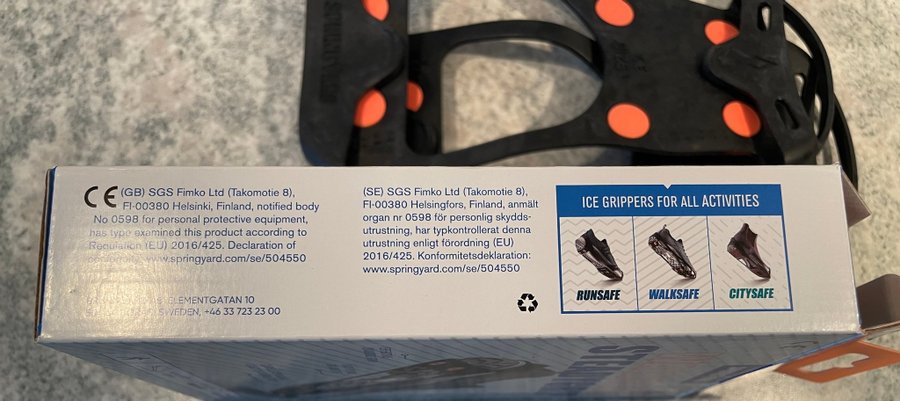 CE (GB) SGS Fimko Ltd (Takomotie 8),
FI-00380 Helsinki, Finland, notified body
No 0598 for personal protective equipment,
has type examined this product according to
Regulation (EU) 2016/425. Declaration of
conformity: www.springyard.com/se/504550
ELEMENTGATAN 10
SWEDEN, +46 33 723 23 00
(SE) SGS Fimko Ltd (Takomotie 8),
FI-00380 Helsingfors, Finland, anmält
organ nr 0598 för personlig skydds-
utrustning, har typkontrollerat denna
utrustning enligt förordning (EU)
2016/425. Konformitetsdeklaration:
www.springyard.com/se/504550
ICE GRIPPERS FOR ALL ACTIVITIES
RUNSAFE
WALKSAFE
CITYSAFE